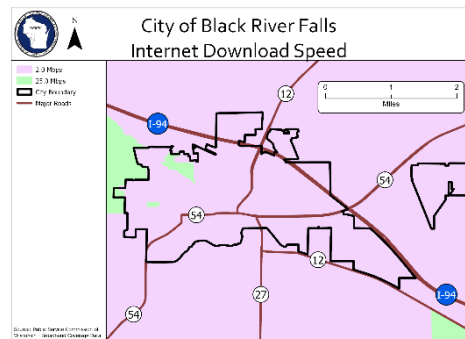 City of Black River Falls
Internet Download Speed
N
2.0 Mbps
25.0 Mbps
City Boundary
Major Roads
0 1 2
Miles
12
I-94
54
54
12
I-94
27
54
Source: Public Service Commission of